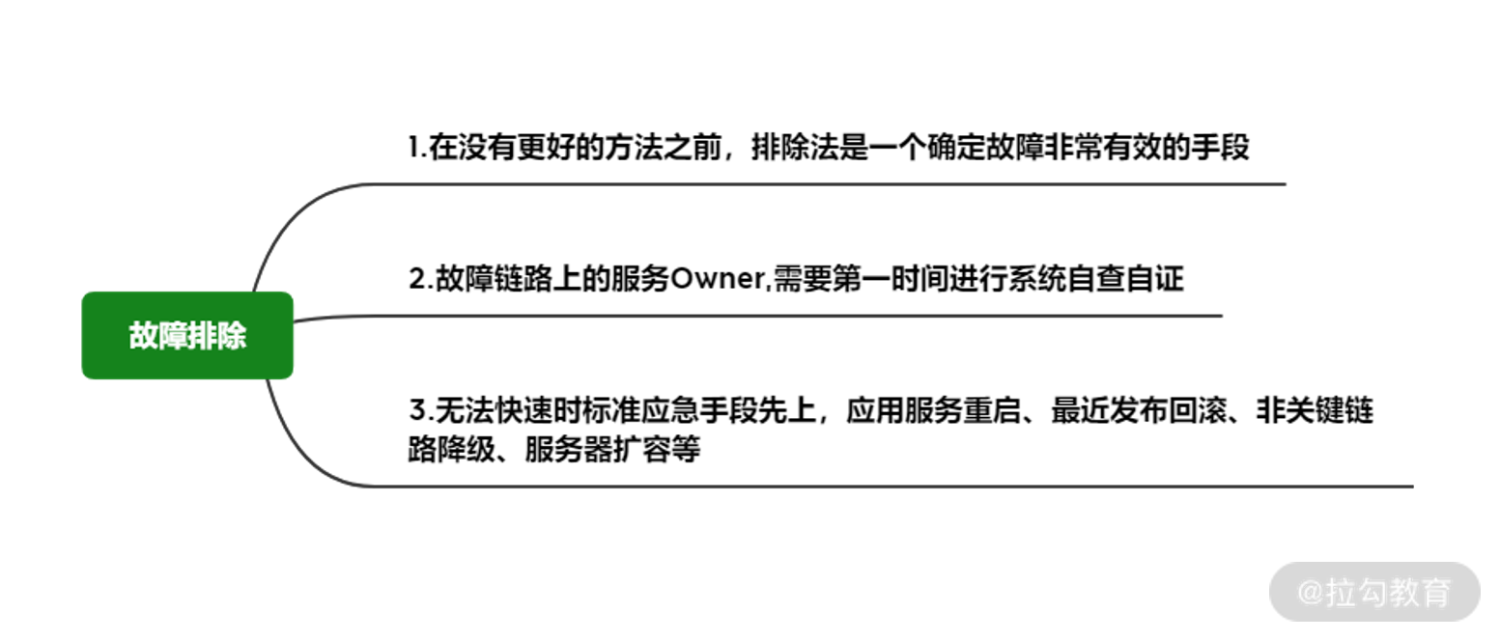 1.在没有更好的方法之前，排除法是一个确定故障非常有效的手段
2.故障链路上的服务Owner,需要第一时间进行系统自查自证
故障排除
3.无法快速时标准应急手段先上，应用服务重启、最近发布回滚、非关键链
路降级、服务器扩容等
@拉勾教育